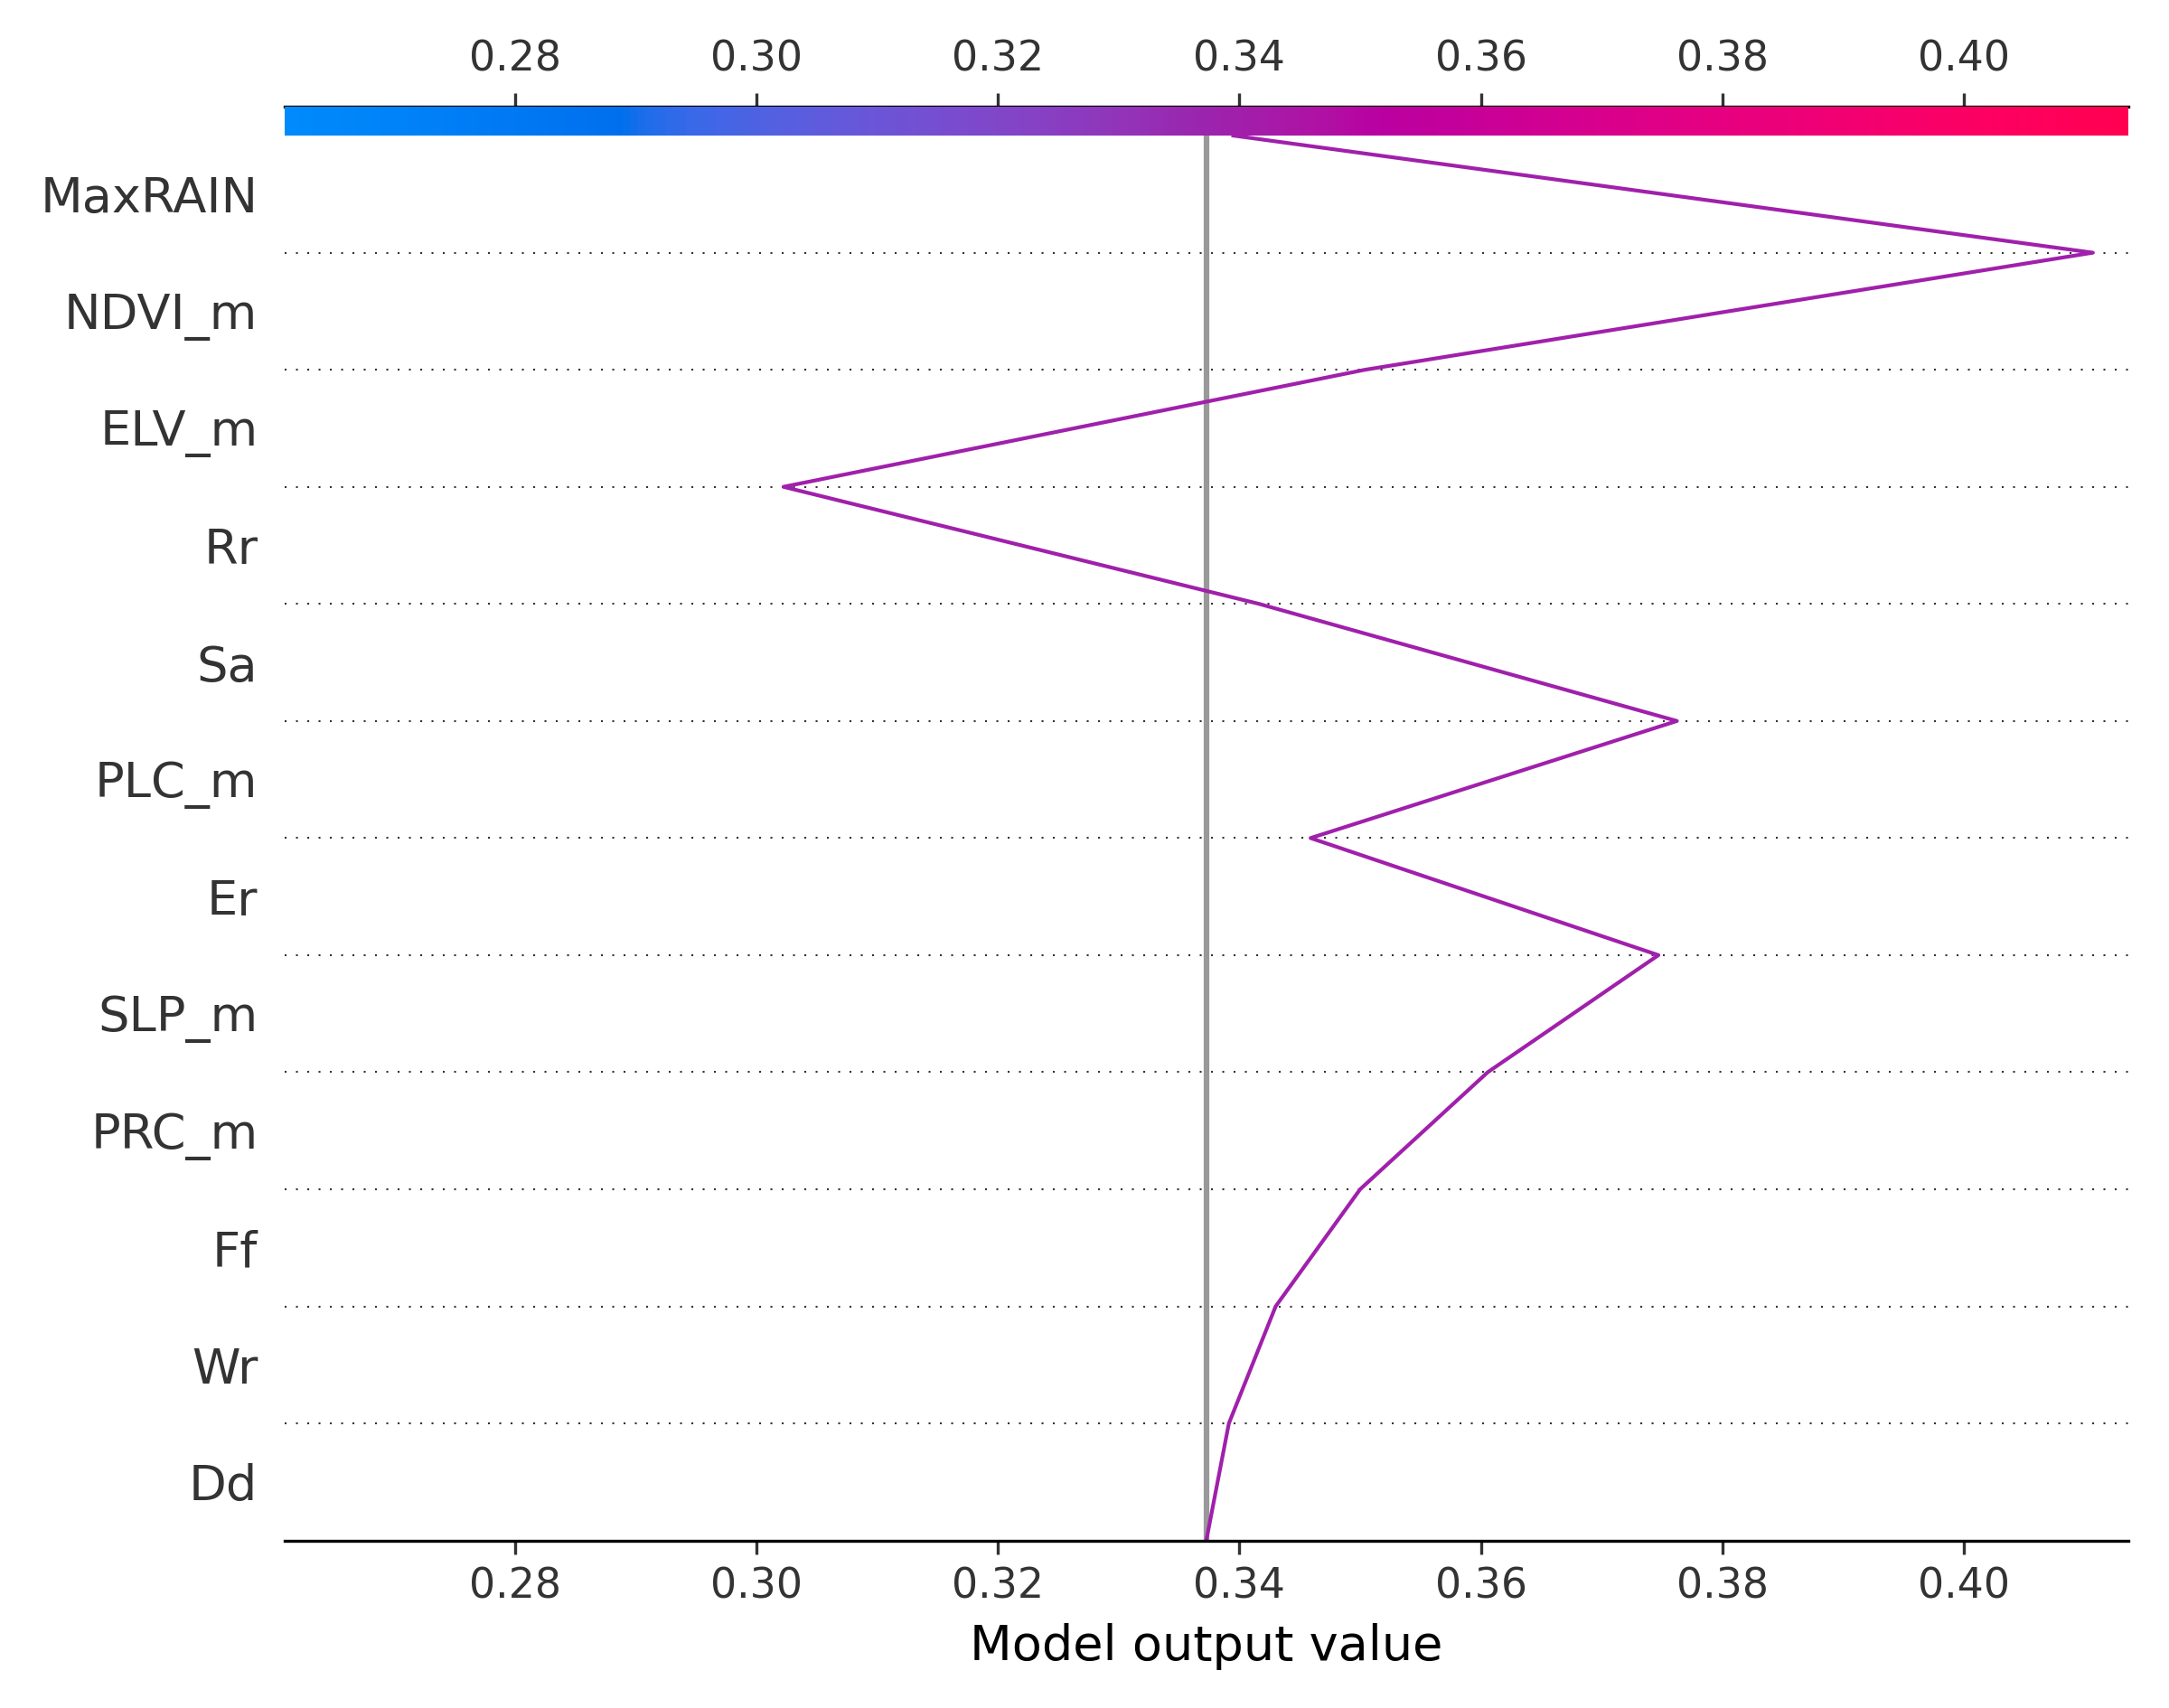 0.28 0.30 0.32 0.34 0.36 0.38 0.40
MaxRAIN
NDVI_m
ELV_m
Rr
Sa
PLC_m
Er
SLP_m
PRC_m
Ff
Wr
Dd
0.28 0.30 0.32 0.34 0.36 0.38 0.40
Model output value